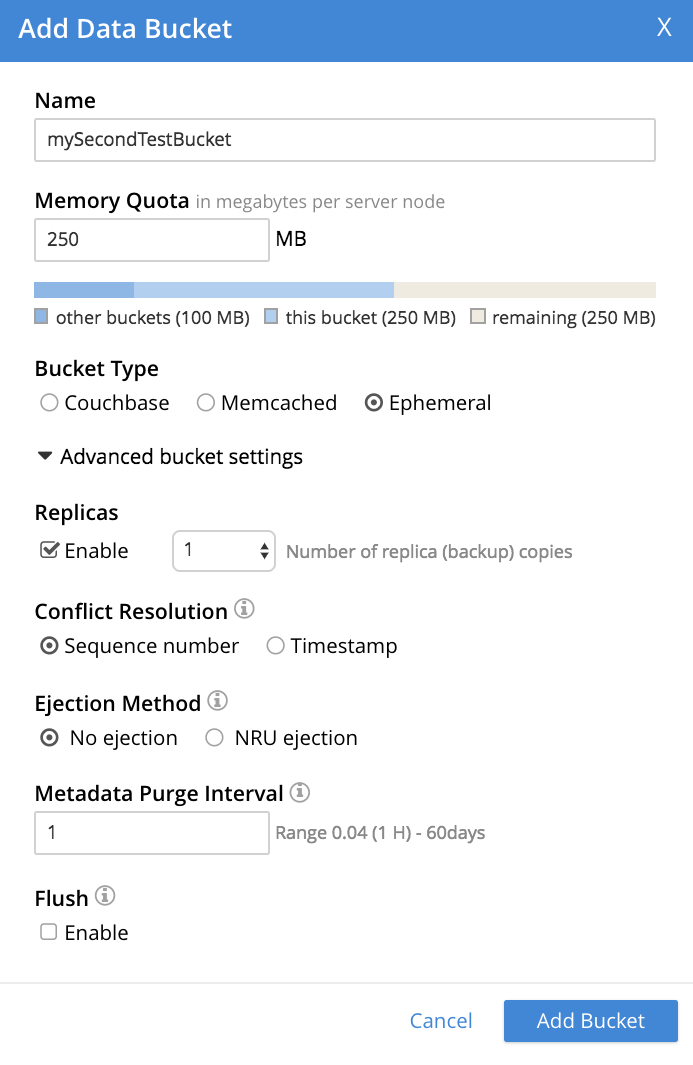 Add Data Bucket X
Name
mySecondTestBucket
Memory Quota in megabytes per server node
250 MB
other buckets (100 MB) this bucket (250 MB) remaining (250 MB)
Bucket Type
Couchbase Memcached Ephemeral
Advanced bucket settings
Replicas
Enable 1 Number of replica (backup) copies
Conflict Resolution
Sequence number Timestamp
Ejection Method
No ejection NRU ejection
Metadata Purge Interval
1 Range 0.04 (1 H) - 60days
Flush
Enable
Cancel Add Bucket